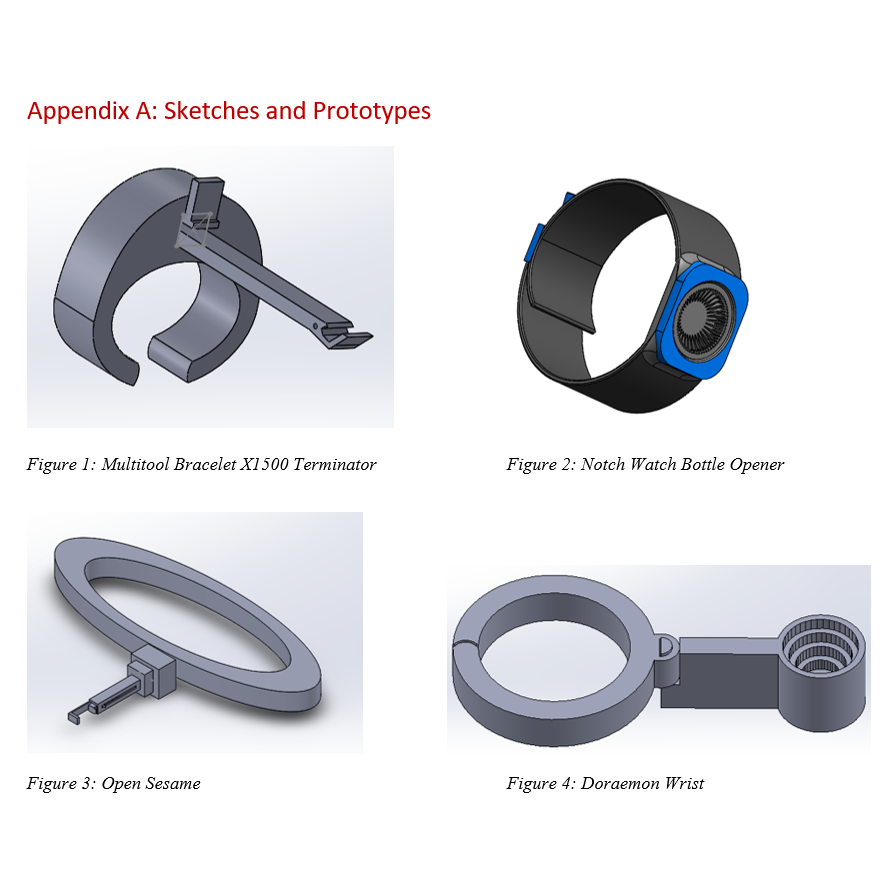 Appendix A: Sketches and Prototypes
Figure 1: Multitool Bracelet X1500 Terminator
Figure 2: Notch Watch Bottle Opener
Figure 3: Open Sesame
Figure 4: Doraemon Wrist